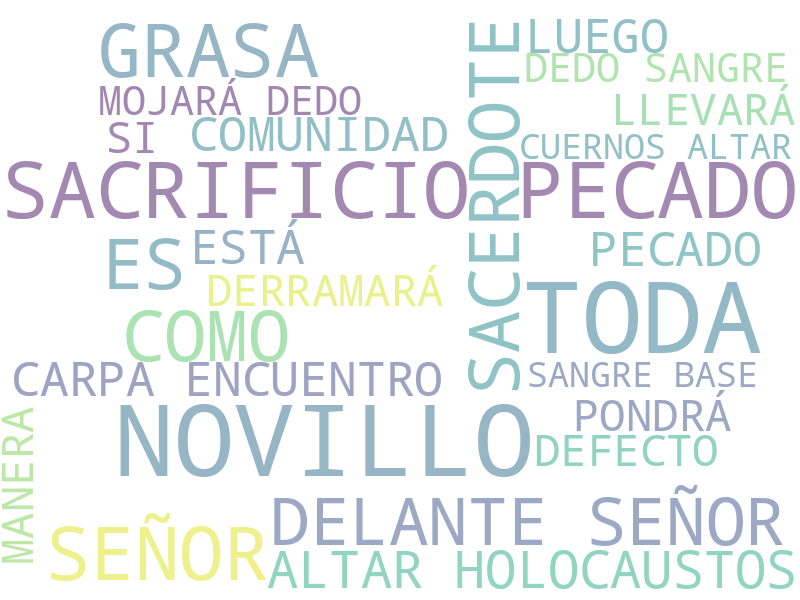 GRASA
LUEGO
DEDO SANGRE
MOJARÁ DEDO
LLEVARÁ
SI
COMUNIDAD
CUERNOS ALTAR
SACRIFICIO PECADO
SACERDOTE
ES
ESTÁ
PECADO
DERRAMARÁ
TODA
COMO
CARPA ENCUENTRO
SANGRE BASE
NOVILLO
PONDRÁ
DEFECTO
MANERA
DELANTE SEÑOR
SEÑOR
ALTAR HOLOCAUSTOS